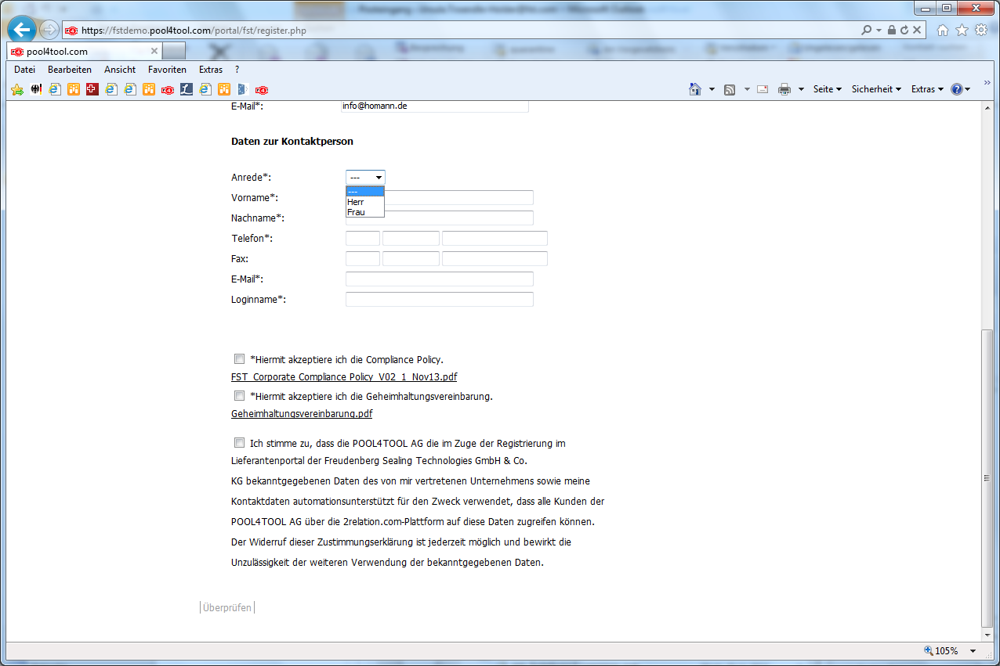 https://fstdemo.pool4tool.com/portal/fst/register.php
pool4tool.com
Datei Bearbeiten Ansicht Favoriten Extras ?
Seite Sicherheit Extras
E-Mail*: info@homann.de
Daten zur Kontaktperson
Anrede*: ---
---
Vorname*:
Herr
Frau
Nachname*:
Telefon*:
Fax:
E-Mail*:
Loginname*:
*Hiermit akzeptiere ich die Compliance Policy.
FST_Corporate Compliance Policy_V02_1_Nov13.pdf
*Hiermit akzeptiere ich die Geheimhaltungsvereinbarung.
Geheimhaltungsvereinbarung.pdf
Ich stimme zu, dass die POOL4TOOL AG die im Zuge der Registrierung im
Lieferantenportal der Freudenberg Sealing Technologies GmbH & Co.
KG bekanntgegebenen Daten des von mir vertretenen Unternehmens sowie meine
Kontaktdaten automationsunterstützt für den Zweck verwendet, dass alle Kunden der
POOL4TOOL AG über die 2relation.com-Plattform auf diese Daten zugreifen können.
Der Widerruf dieser Zustimmungserklärung ist jederzeit möglich und bewirkt die
Unzulässigkeit der weiteren Verwendung der bekanntgegebenen Daten.
Überprüfen
105%